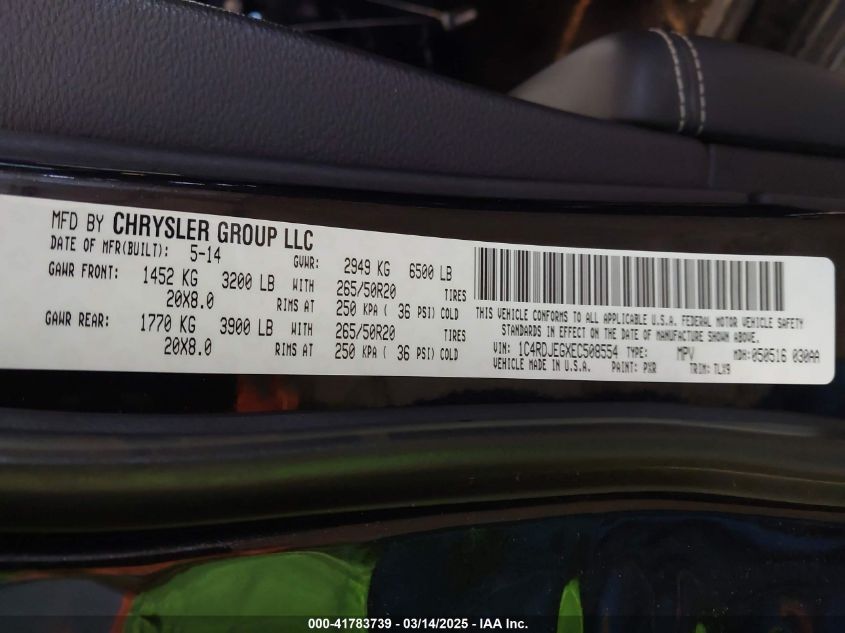 MFD BY CHRYSLER GROUP LLC
DATE OF MFR(BUILT): 5-14 GVWR: 2949 KG 6500 LB
GAWR FRONT: 1452 KG 3200 LB WITH 265/50R20 TIRES
20X8.0 RIMS AT 250 KPA ( 36 PSI) COLD
GAWR REAR: 1770 KG 3900 LB WITH 265/50R20 TIRES
20X8.0 RIMS AT 250 KPA ( 36 PSI) COLD
THIS VEHICLE CONFORMS TO ALL APPLICABLE U.S.A. FEDERAL MOTOR VEHICLE SAFETY
STANDARDS IN EFFECT ON THE DATE OF MANUFACTURE SHOWN ABOVE.
VIN: 1C4RDJEGXEC508554 TYPE: MPV MDH: 050516 030AA
VEHICLE MADE IN U.S.A. PAINT: PXR TRIM: TLX9
000-41783739 - 03/14/2025 - IAA Inc.